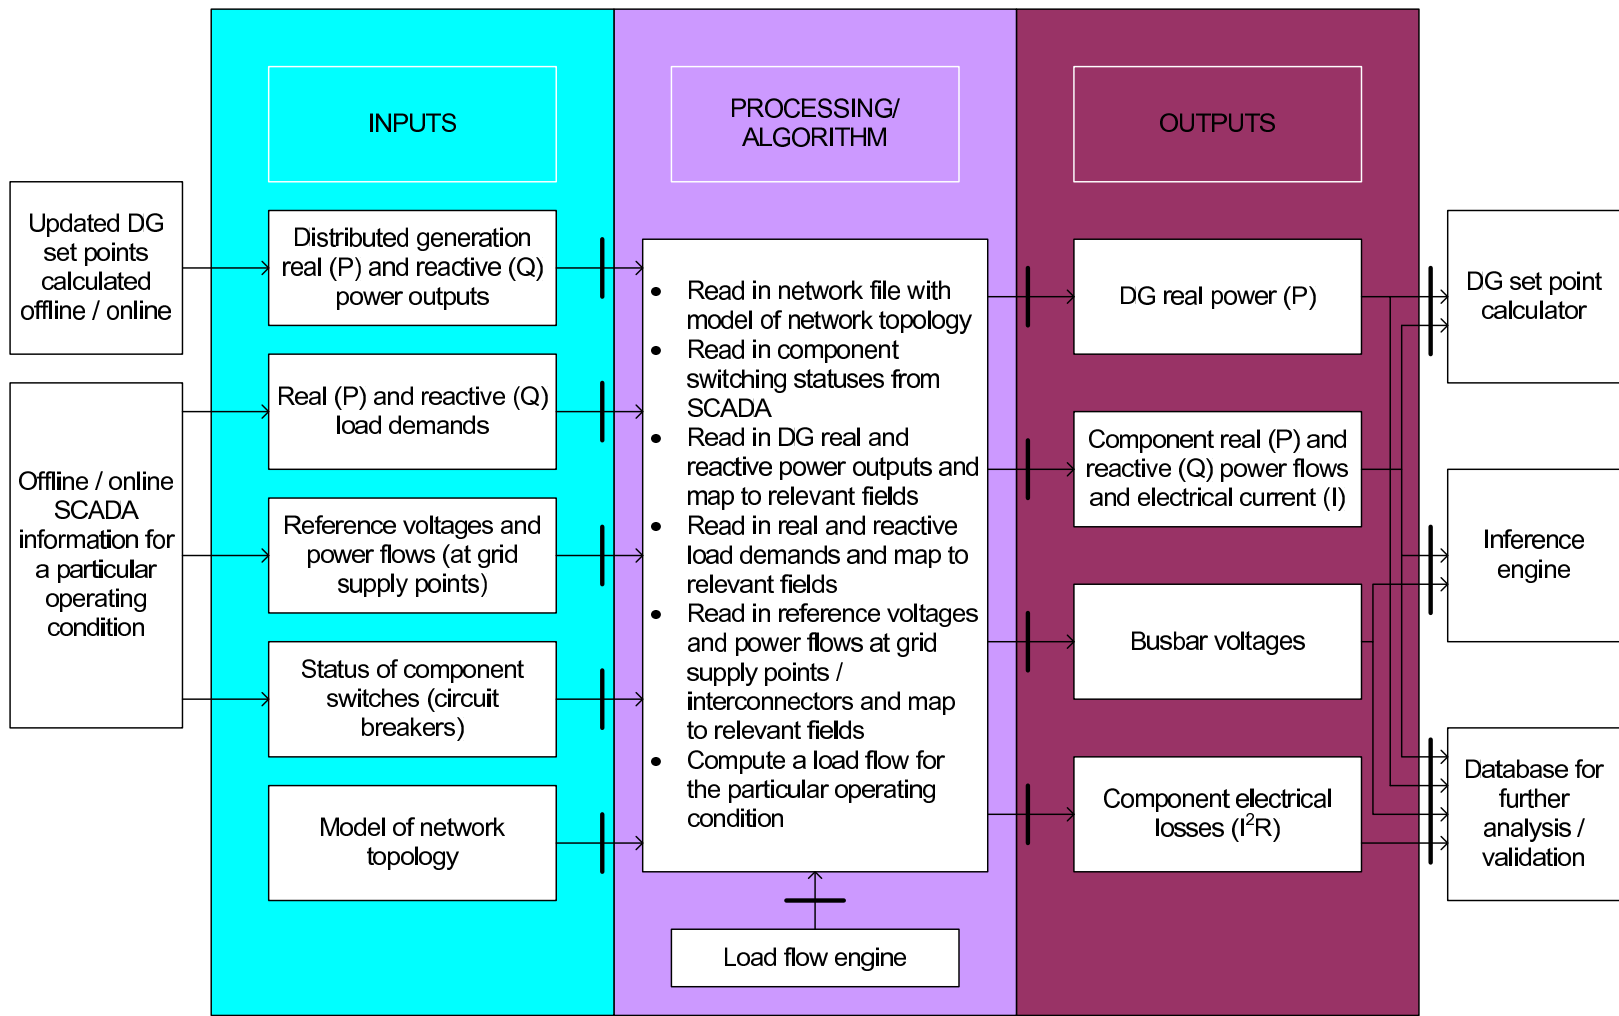 INPUTS
PROCESSING/
ALGORITHM
OUTPUTS
Updated DG
set points
calculated
offline / online
Offline / online
SCADA
information for
a particular
operating
condition
Distributed generation
real (P) and reactive (Q)
power outputs
Real (P) and reactive (Q)
load demands
Reference voltages and
power flows (at grid
supply points)
Status of component
switches (circuit
breakers)
Model of network
topology
• Read in network file with
model of network topology
• Read in component
switching statuses from
SCADA
• Read in DG real and
reactive power outputs and
map to relevant fields
• Read in real and reactive
load demands and map to
relevant fields
• Read in reference voltages
and power flows at grid
supply points /
interconnectors and map
to relevant fields
• Compute a load flow for
the particular operating
condition
Load flow engine
DG real power (P)
Component real (P) and
reactive (Q) power flows
and electrical current (I)
Busbar voltages
Component electrical
losses (I²R)
DG set point
calculator
Inference
engine
Database for
further
analysis /
validation